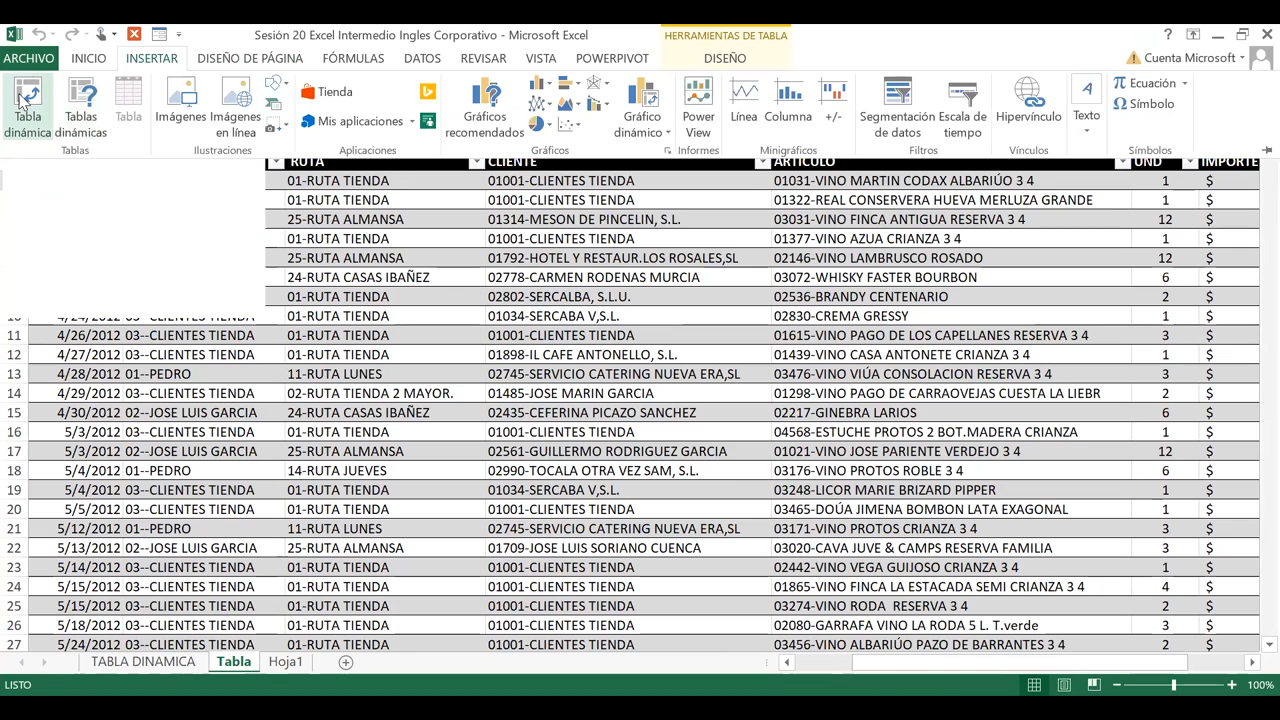 Sesión 20 Excel Intermedio Ingles Corporativo - Microsoft Excel
HERRAMIENTAS DE TABLA
ARCHIVO INICIO INSERTAR DISEÑO DE PÁGINA FÓRMULAS DATOS REVISAR VISTA POWERPIVOT DISEÑO Cuenta Microsoft
Tabla dinámica
Tablas dinámicas
Tabla
Imágenes
Imágenes en línea
Tienda
Mis aplicaciones
Gráficos recomendados
Gráfico dinámico
Power View
Línea
Columna
+/-
Segmentación de datos
Escala de tiempo
Hipervínculo
Texto
Ecuación
Símbolo
Tablas Ilustraciones Aplicaciones Gráficos Informes Minigráficos Filtros Vínculos Símbolos
RUTA CLIENTE ARTICULO UND IMPORTE
01-RUTA TIENDA 01001-CLIENTES TIENDA 01031-VINO MARTIN CODAX ALBARIÚO 3 4 1 $
01-RUTA TIENDA 01001-CLIENTES TIENDA 01322-REAL CONSERVERA HUEVA MERLUZA GRANDE 1 $
25-RUTA ALMANSA 01314-MESON DE PINCELIN, S.L. 03031-VINO FINCA ANTIGUA RESERVA 3 4 12 $
01-RUTA TIENDA 01001-CLIENTES TIENDA 01377-VINO AZUA CRIANZA 3 4 1 $
25-RUTA ALMANSA 01792-HOTEL Y RESTAUR.LOS ROSALES,SL 02146-VINO LAMBRUSCO ROSADO 12 $
24-RUTA CASAS IBAÑEZ 02778-CARMEN RODENAS MURCIA 03072-WHISKY FASTER BOURBON 6 $
01-RUTA TIENDA 02802-SERCALBA, S.L.U. 02536-BRANDY CENTENARIO 2 $
10 4/24/2012 03--CLIENTES TIENDA 01-RUTA TIENDA 01034-SERCABA V,S.L. 02830-CREMA GRESSY 1 $
11 4/26/2012 03--CLIENTES TIENDA 01-RUTA TIENDA 01001-CLIENTES TIENDA 01615-VINO PAGO DE LOS CAPELLANES RESERVA 3 4 3 $
12 4/27/2012 03--CLIENTES TIENDA 01-RUTA TIENDA 01898-IL CAFE ANTONELLO, S.L. 01439-VINO CASA ANTONETE CRIANZA 3 4 1 $
13 4/28/2012 01--PEDRO 11-RUTA LUNES 02745-SERVICIO CATERING NUEVA ERA,SL 03476-VINO VIÚA CONSOLACION RESERVA 3 4 3 $
14 4/29/2012 03--CLIENTES TIENDA 02-RUTA TIENDA 2 MAYOR. 01485-JOSE MARIN GARCIA 01298-VINO PAGO DE CARRAOVEJAS CUESTA LA LIEBR 2 $
15 4/30/2012 02--JOSE LUIS GARCIA 24-RUTA CASAS IBAÑEZ 02435-CEFERINA PICAZO SANCHEZ 02217-GINEBRA LARIOS 6 $
16 5/3/2012 03--CLIENTES TIENDA 01-RUTA TIENDA 01001-CLIENTES TIENDA 04568-ESTUCHE PROTOS 2 BOT.MADERA CRIANZA 1 $
17 5/3/2012 02--JOSE LUIS GARCIA 25-RUTA ALMANSA 02561-GUILLERMO RODRIGUEZ GARCIA 01021-VINO JOSE PARIENTE VERDEJO 3 4 12 $
18 5/4/2012 01--PEDRO 14-RUTA JUEVES 02990-TOCALA OTRA VEZ SAM, S.L. 03176-VINO PROTOS ROBLE 3 4 6 $
19 5/4/2012 03--CLIENTES TIENDA 01-RUTA TIENDA 01034-SERCABA V,S.L. 03248-LICOR MARIE BRIZARD PIPPER 1 $
20 5/5/2012 03--CLIENTES TIENDA 01-RUTA TIENDA 01001-CLIENTES TIENDA 03465-DOÚA JIMENA BOMBON LATA EXAGONAL 1 $
21 5/12/2012 01--PEDRO 11-RUTA LUNES 02745-SERVICIO CATERING NUEVA ERA,SL 03171-VINO PROTOS CRIANZA 3 4 3 $
22 5/13/2012 02--JOSE LUIS GARCIA 25-RUTA ALMANSA 01709-JOSE LUIS SORIANO CUENCA 03020-CAVA JUVE & CAMPS RESERVA FAMILIA 3 $
23 5/14/2012 03--CLIENTES TIENDA 01-RUTA TIENDA 01001-CLIENTES TIENDA 02442-VINO VEGA GUIJOSO CRIANZA 3 4 1 $
24 5/15/2012 03--CLIENTES TIENDA 01-RUTA TIENDA 01001-CLIENTES TIENDA 01865-VINO FINCA LA ESTACADA SEMI CRIANZA 3 4 4 $
25 5/15/2012 03--CLIENTES TIENDA 01-RUTA TIENDA 01001-CLIENTES TIENDA 03274-VINO RODA RESERVA 3 4 2 $
26 5/18/2012 03--CLIENTES TIENDA 01-RUTA TIENDA 01001-CLIENTES TIENDA 02080-GARRAFA VINO LA RODA 5 L. T.verde 3 $
27 5/24/2012 03--CLIENTES TIENDA 01-RUTA TIENDA 01001-CLIENTES TIENDA 03456-VINO ALBARIÚO PAZO DE BARRANTES 3 4 2 $
TABLA DINAMICA Tabla Hoja1
LISTO 100%